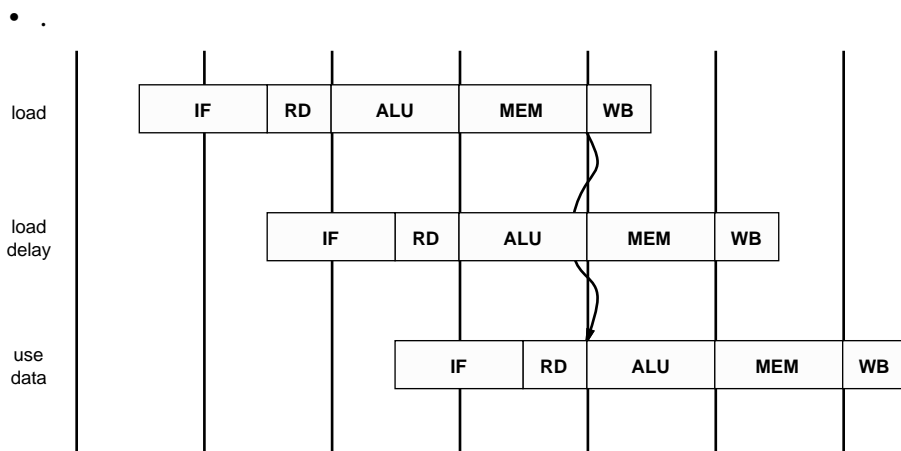 • .
load IF RD ALU MEM WB
load
delay IF RD ALU MEM WB
use
data IF RD ALU MEM WB